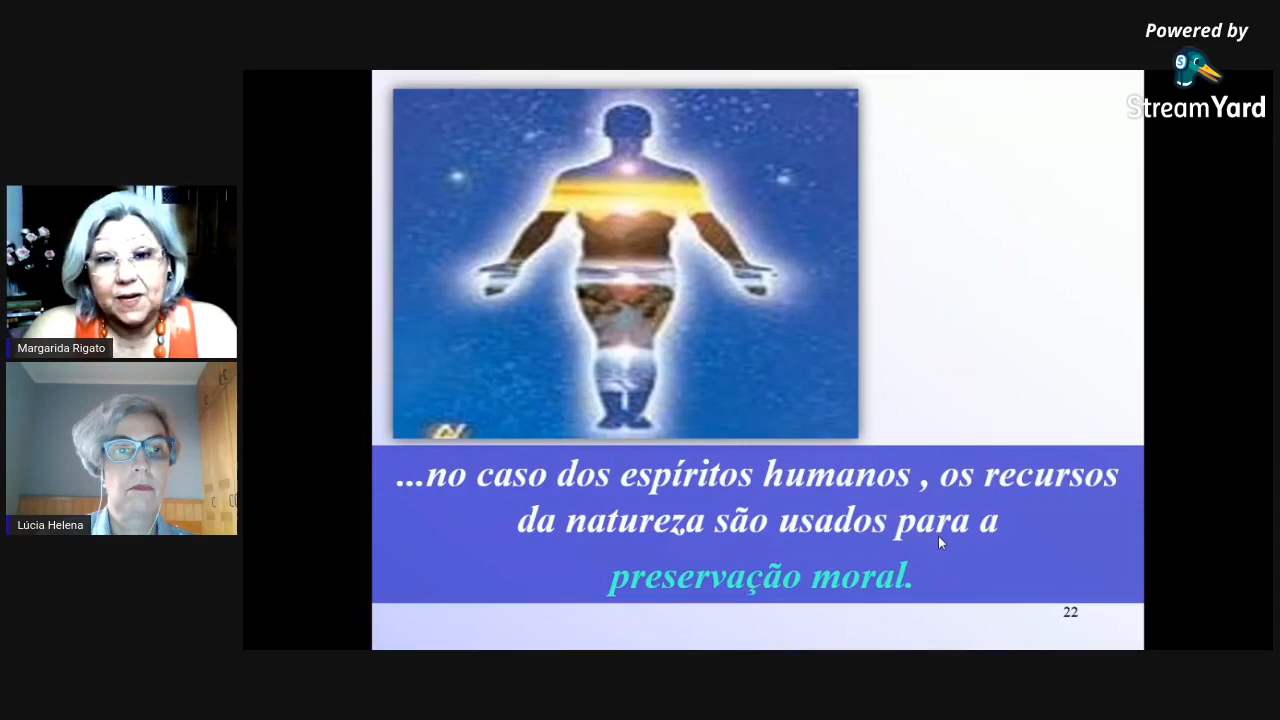 Powered by
StreamYard
Margarida Rigato
Lúcia Helena
...no caso dos espíritos humanos , os recursos
da natureza são usados para a
preservação moral.
22